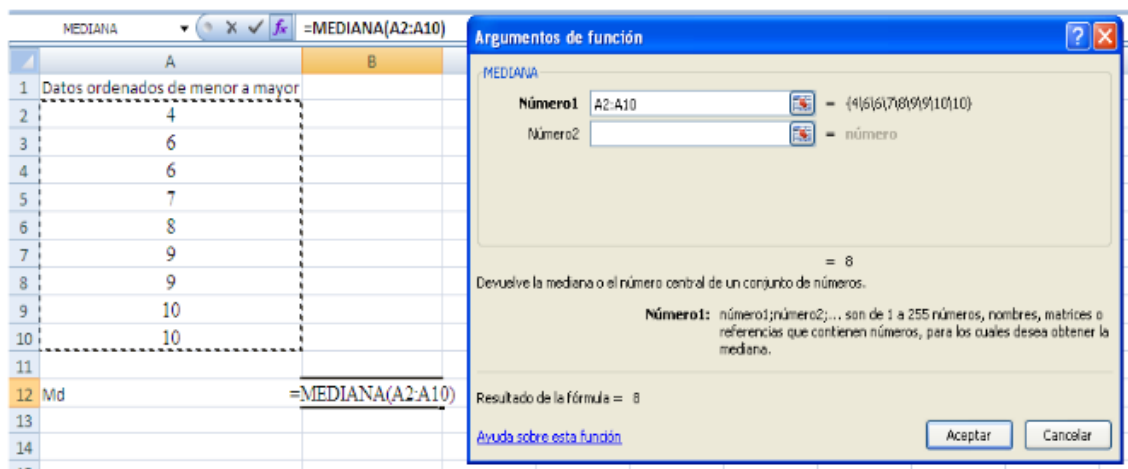 MEDIANA =MEDIANA(A2:A10)
A B
1 Datos ordenados de menor a mayor
2 4
3 6
4 6
5 7
6 8
7 9
8 9
9 10
10 10
11
12 Md =MEDIANA(A2:A10)
13
14
Argumentos de función
MEDIANA
Número1 A2:A10 = {4\6\6\7\8\9\9\10\10}
Número2 = número
= 8
Devuelve la mediana o el número central de un conjunto de números.
Número1: número1;número2;... son de 1 a 255 números, nombres, matrices o
referencias que contienen números, para los cuales desea obtener la
mediana.
Resultado de la fórmula = 8
Ayuda sobre esta función Aceptar Cancelar